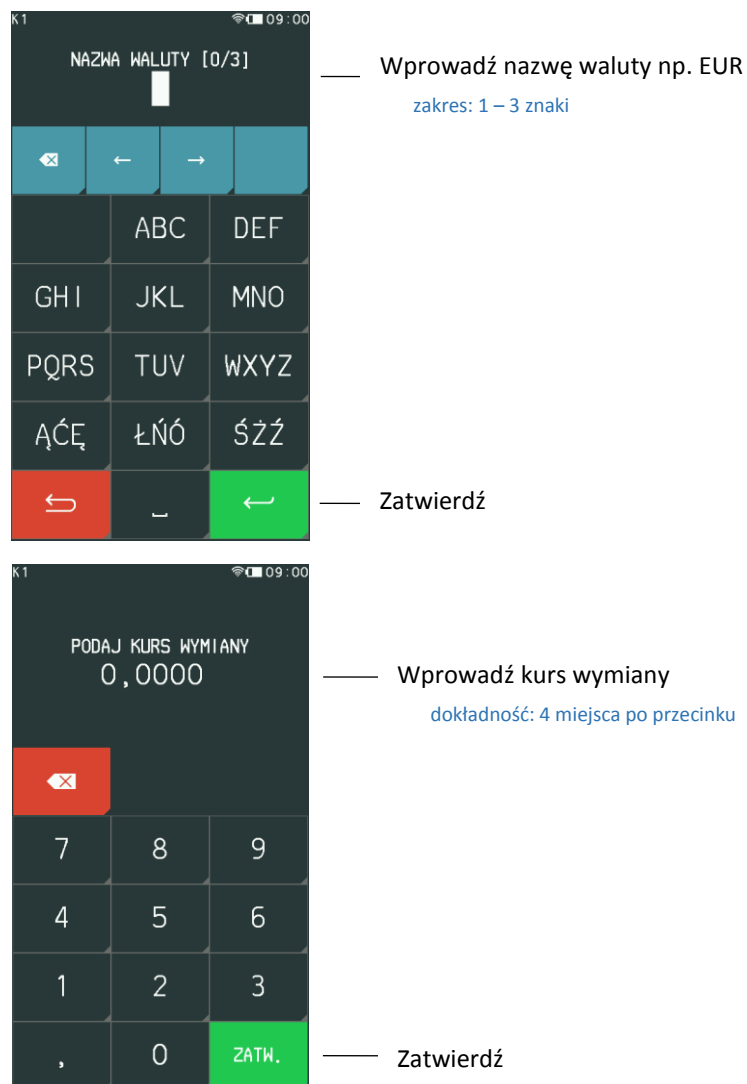 K1 09:00
NAZWA WALUTY [0/3]
Wprowadź nazwę waluty np. EUR
zakres: 1 – 3 znaki
← →
ABC DEF
GHI JKL MNO
PQRS TUV WXYZ
ĄĆĘ ŁŃÓ ŚŻŹ
Zatwierdź
K1 09:00
PODAJ KURS WYMIANY
0,0000
Wprowadź kurs wymiany
dokładność: 4 miejsca po przecinku
7 8 9
4 5 6
1 2 3
, 0 ZATW.
Zatwierdź